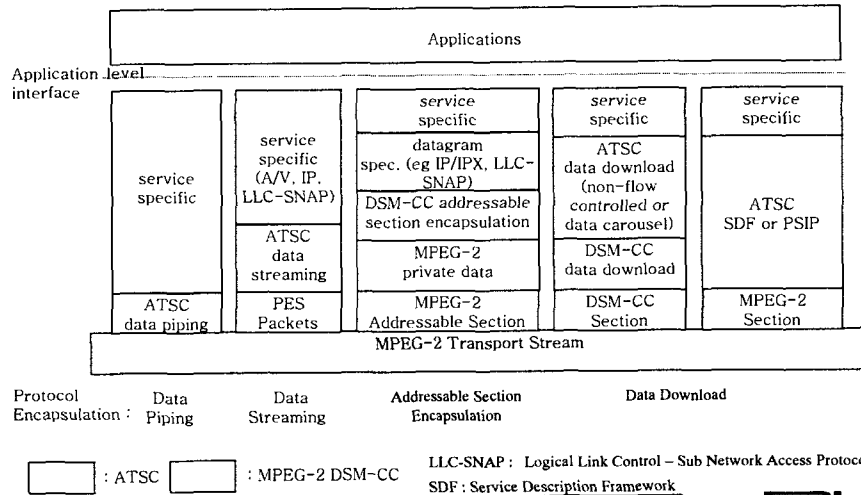 Applications
Application level
interface
service
specific
ATSC
data piping
service
specific
(A/V, IP,
LLC-SNAP)
ATSC
data
streaming
PES
Packets
service
specific
datagram
spec. (eg IP/IPX, LLC-
SNAP)
DSM-CC addressable
section encapsulation
MPEG-2
private data
MPEG-2
Addressable Section
service
specific
ATSC
data download
(non-flow
controlled or
data carousel)
DSM-CC
data download
DSM-CC
Section
service
specific
ATSC
SDF or PSIP
MPEG-2
Section
MPEG-2 Transport Stream
Protocol
Encapsulation :
Data
Piping
Data
Streaming
Addressable Section
Encapsulation
Data Download
: ATSC
: MPEG-2 DSM-CC
LLC-SNAP : Logical Link Control – Sub Network Access Protoco
SDF : Service Description Framework